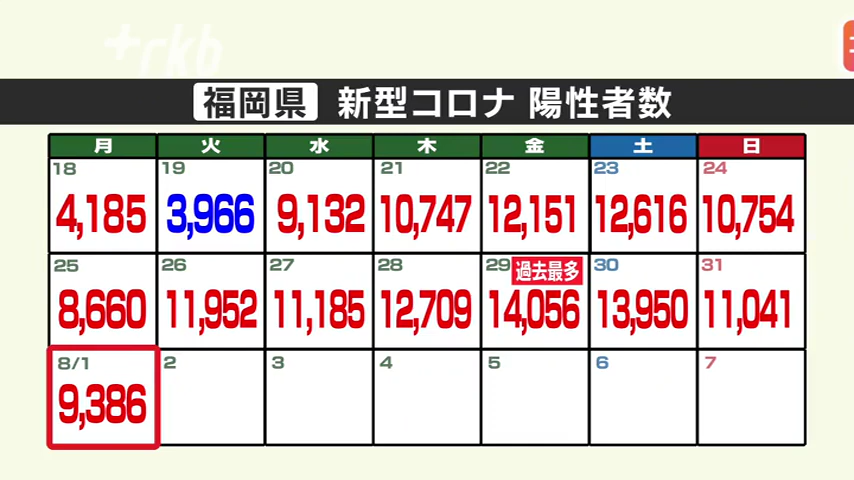 +rkb
福岡県 新型コロナ 陽性者数
月 火 水 木 金 土 日
18 19 20 21 22 23 24
4,185 3,966 9,132 10,747 12,151 12,616 10,754
25 26 27 28 29 過去最多 30 31
8,660 11,952 11,185 12,709 14,056 13,950 11,041
8/1 2 3 4 5 6 7
9,386